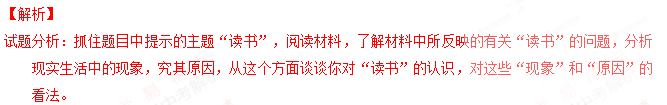 【解析】
试题分析：抓住题目中提示的主题“读书”，阅读材料，了解材料中所反映的有关“读书”的问题，分析
现实生活中的现象，究其原因，从这个方面谈谈你对“读书”的认识，对这些“现象”和“原因”的
看法。